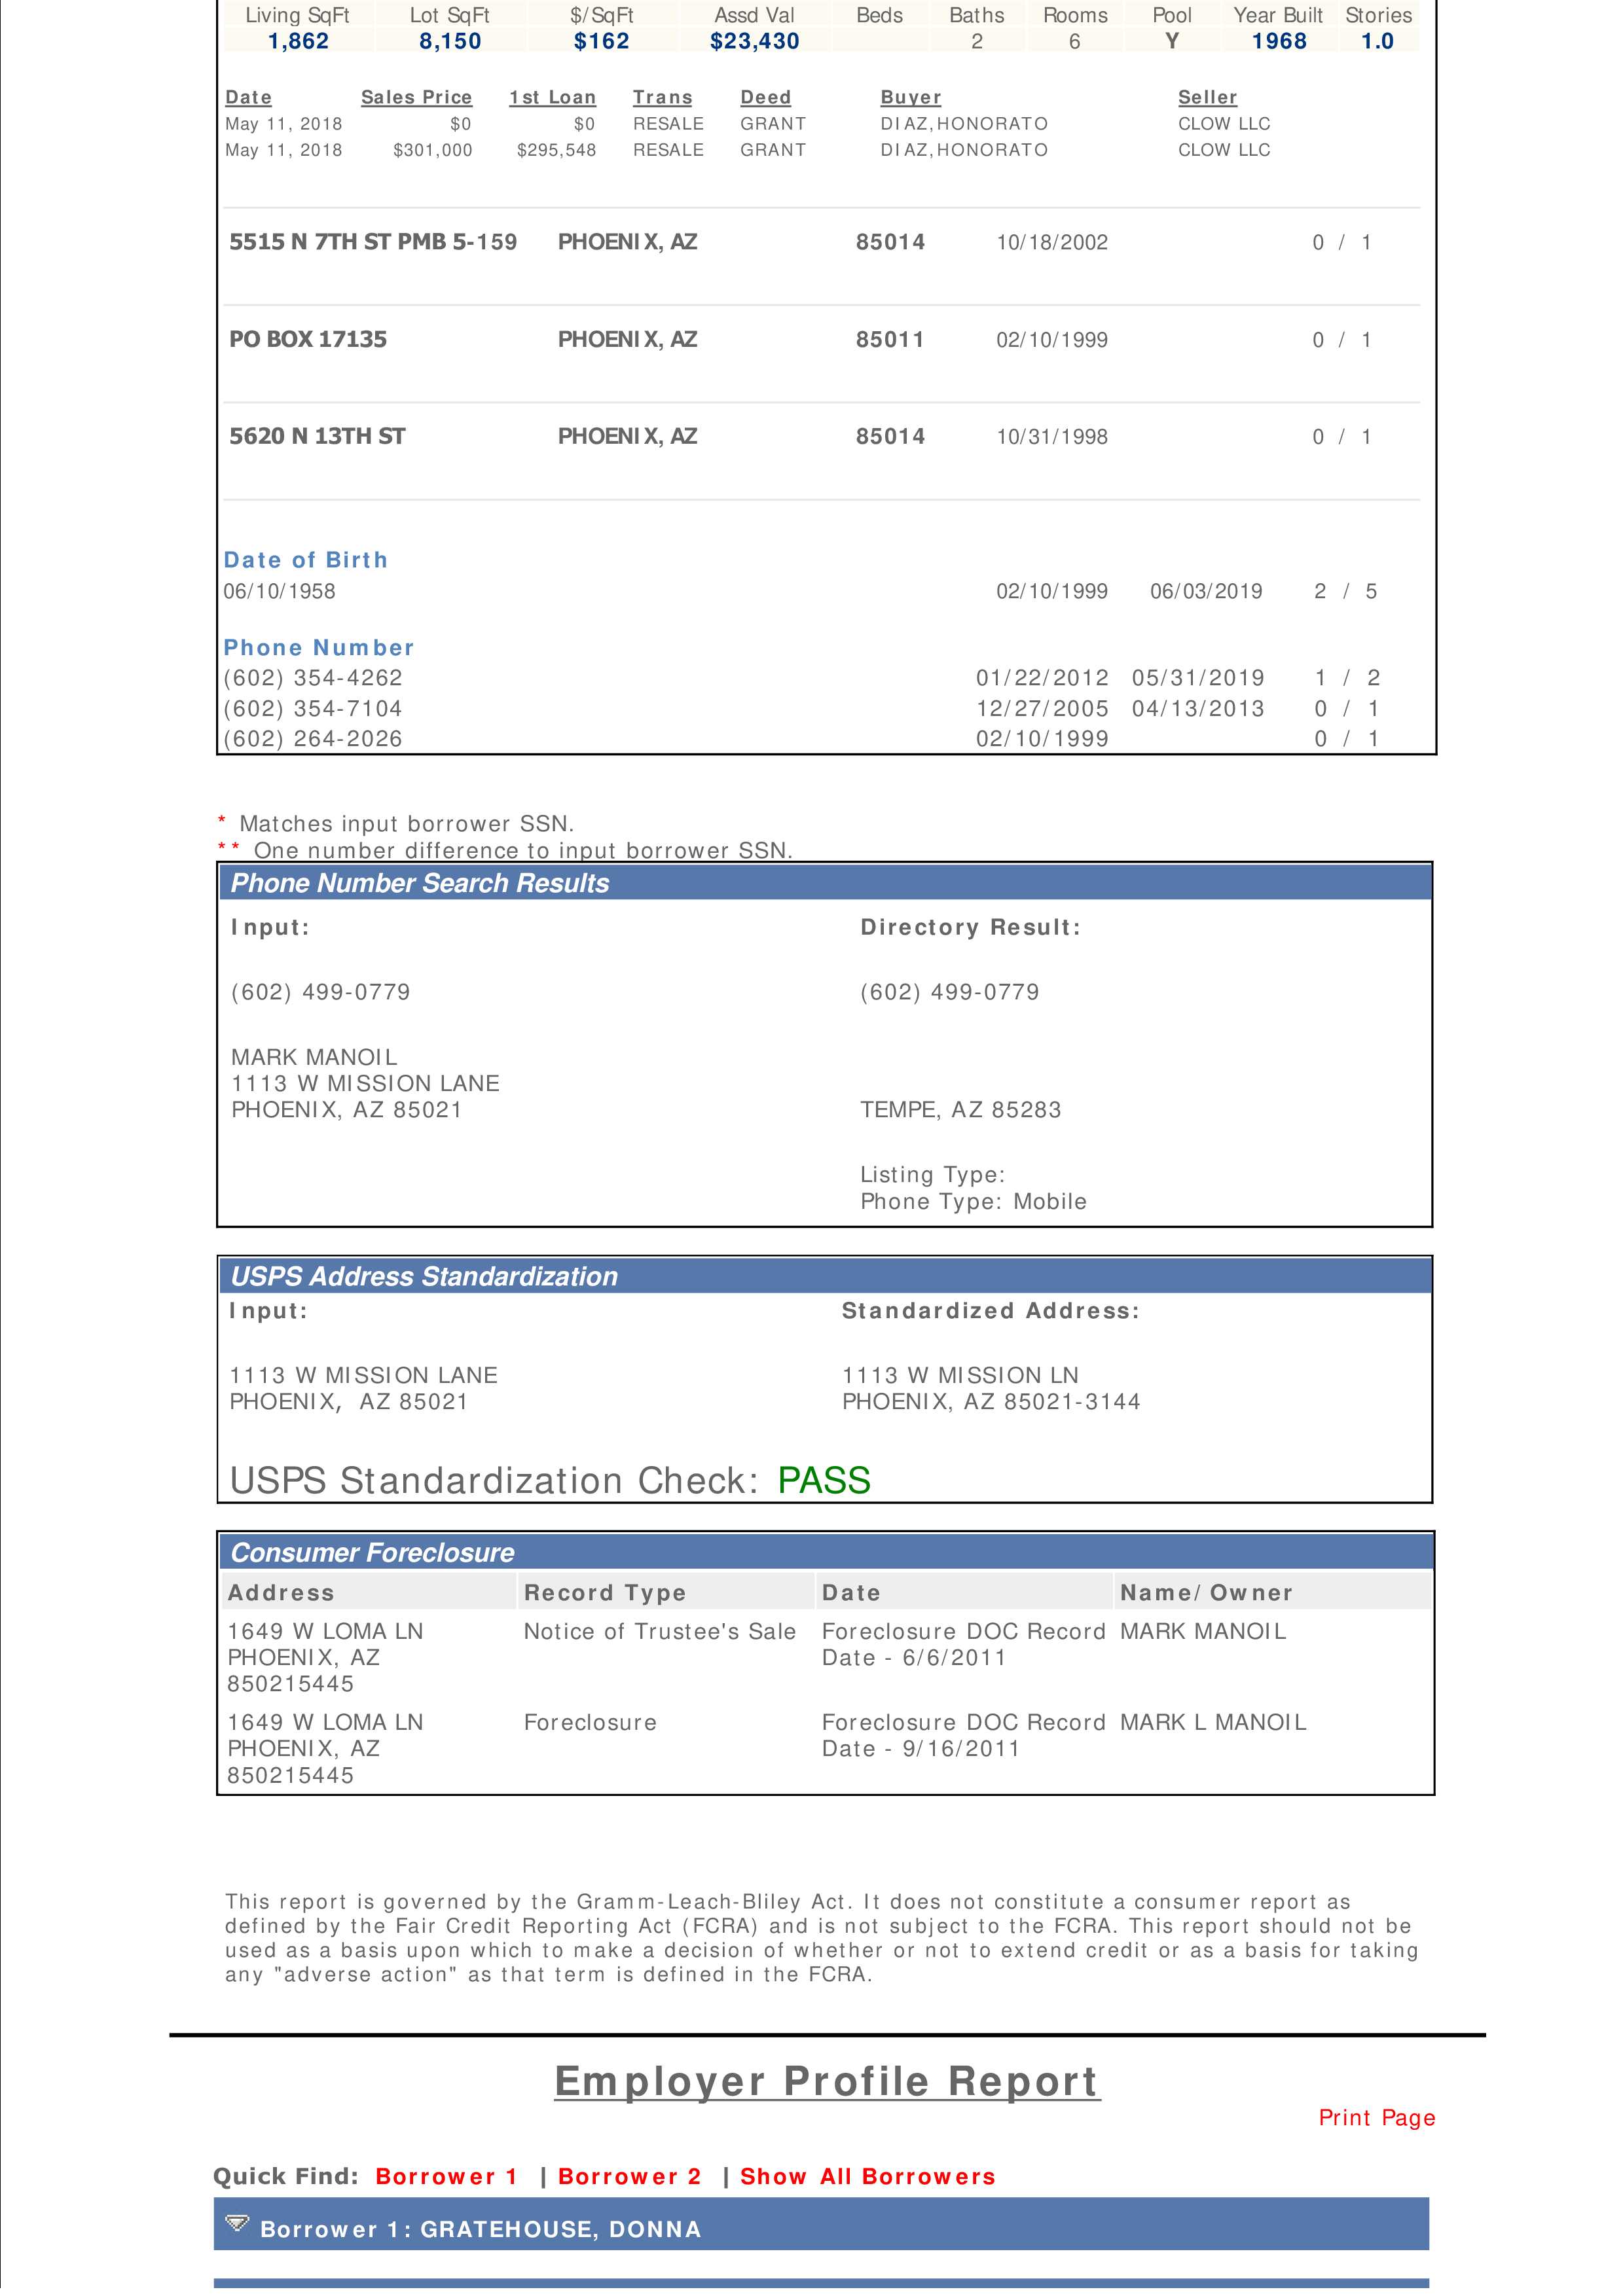 Living SqFt Lot SqFt $/SqFt Assd Val Beds Baths Rooms Pool Year Built Stories
1,862 8,150 $162 $23,430 2 6 Y 1968 1.0
Date Sales Price 1st Loan Trans Deed Buyer Seller
May 11, 2018 $0 $0 RESALE GRANT DIAZ,HONORATO CLOW LLC
May 11, 2018 $301,000 $295,548 RESALE GRANT DIAZ,HONORATO CLOW LLC
5515 N 7TH ST PMB 5-159 PHOENIX, AZ 85014 10/18/2002 0 / 1
PO BOX 17135 PHOENIX, AZ 85011 02/10/1999 0 / 1
5620 N 13TH ST PHOENIX, AZ 85014 10/31/1998 0 / 1
Date of Birth
06/10/1958 02/10/1999 06/03/2019 2 / 5
Phone Number
(602) 354-4262 01/22/2012 05/31/2019 1 / 2
(602) 354-7104 12/27/2005 04/13/2013 0 / 1
(602) 264-2026 02/10/1999 0 / 1
* Matches input borrower SSN.
** One number difference to input borrower SSN.
Phone Number Search Results
Input: Directory Result:
(602) 499-0779 (602) 499-0779
MARK MANOIL
1113 W MISSION LANE
PHOENIX, AZ 85021 TEMPE, AZ 85283
Listing Type:
Phone Type: Mobile
USPS Address Standardization
Input: Standardized Address:
1113 W MISSION LANE 1113 W MISSION LN
PHOENIX, AZ 85021 PHOENIX, AZ 85021-3144
USPS Standardization Check: PASS
Consumer Foreclosure
Address Record Type Date Name/Owner
1649 W LOMA LN Notice of Trustee's Sale Foreclosure DOC Record MARK MANOIL
PHOENIX, AZ Date - 6/6/2011
850215445
1649 W LOMA LN Foreclosure Foreclosure DOC Record MARK L MANOIL
PHOENIX, AZ Date - 9/16/2011
850215445
This report is governed by the Gramm-Leach-Bliley Act. It does not constitute a consumer report as
defined by the Fair Credit Reporting Act (FCRA) and is not subject to the FCRA. This report should not be
used as a basis upon which to make a decision of whether or not to extend credit or as a basis for taking
any "adverse action" as that term is defined in the FCRA.
Employer Profile Report
Print Page
Quick Find: Borrower 1 | Borrower 2 | Show All Borrowers
Borrower 1: GRATEHOUSE, DONNA